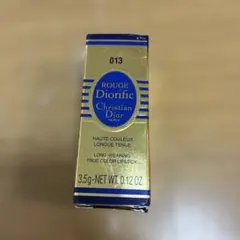 013
ROUGE
Diorific
Christian
Dior
HAUTE COULEUR
LONGUE TENUE
LONG-WEARING
TRUE COLOR LIPSTICK
3.5g-NET WT. 0.12 OZ